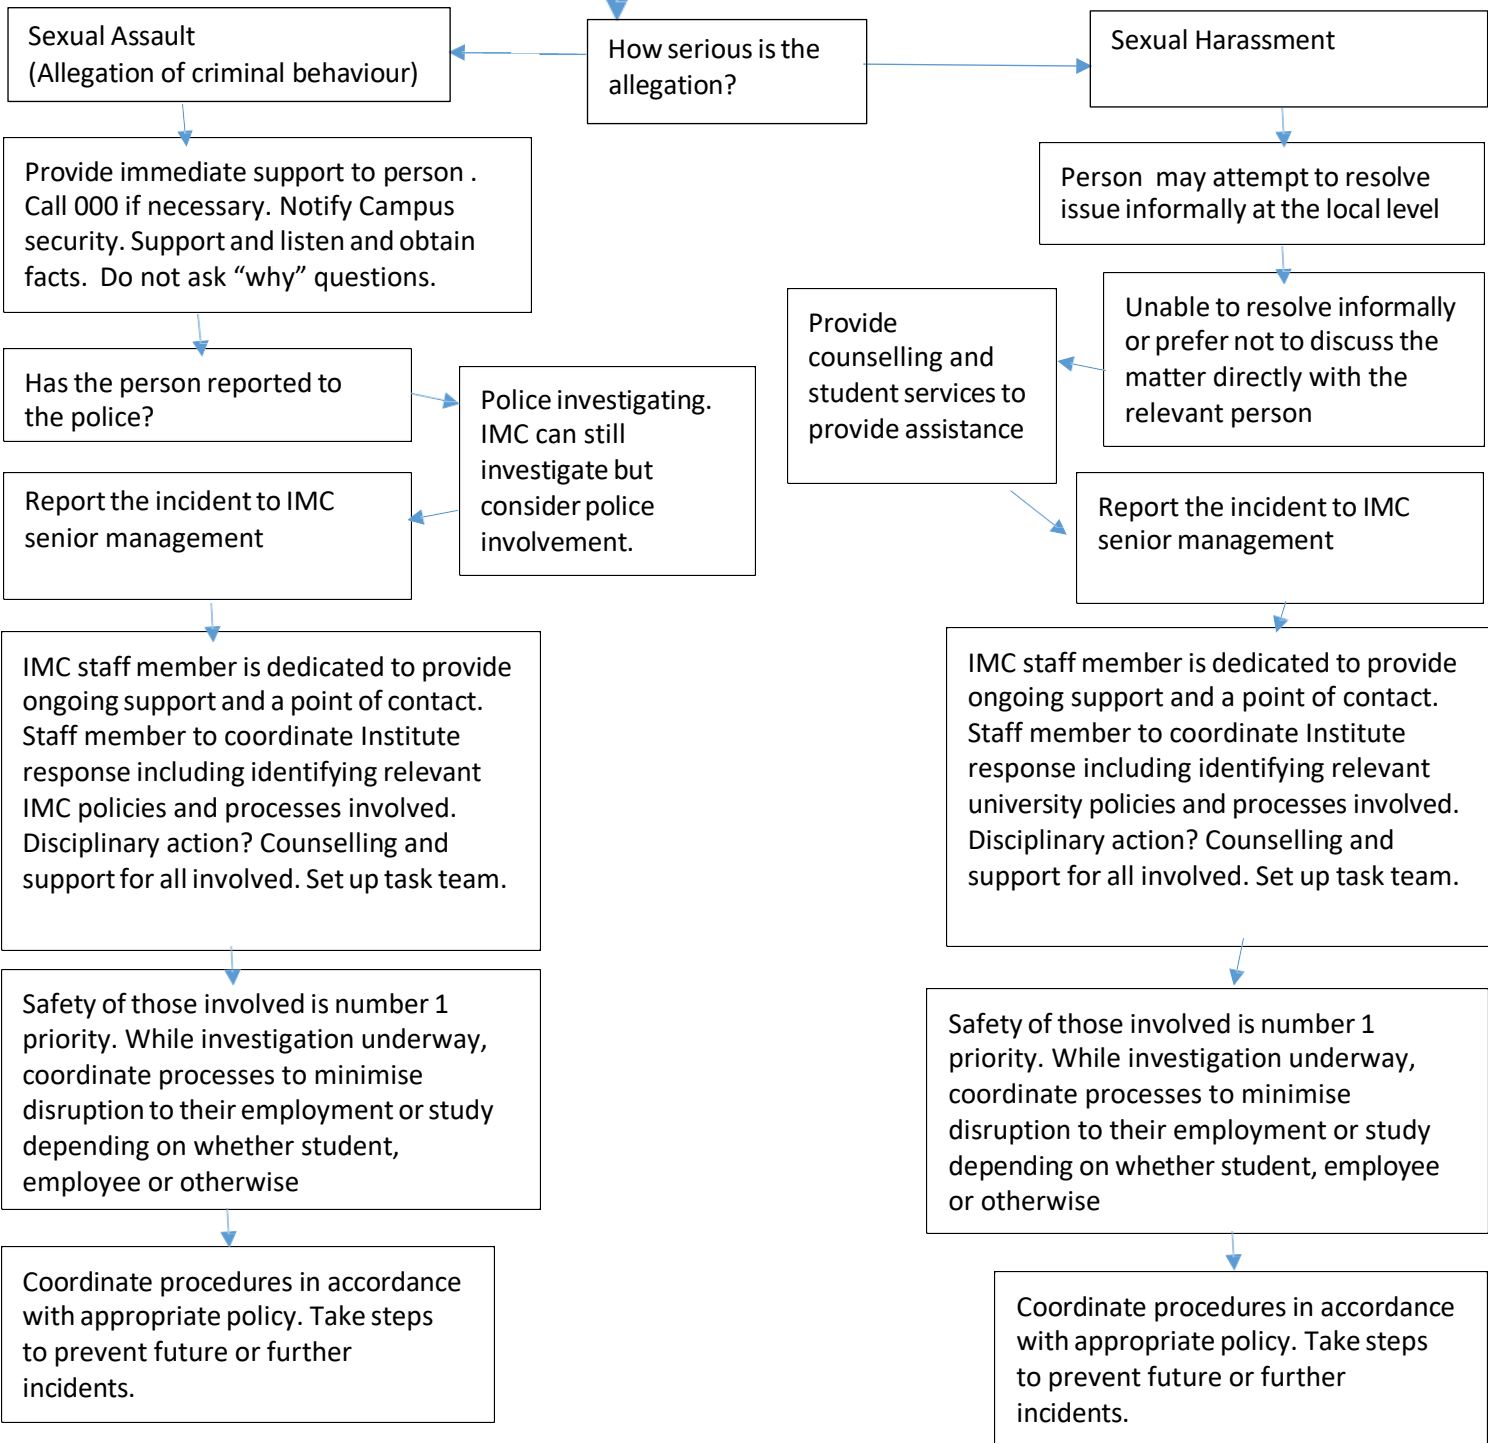 How serious is the
allegation?
Sexual Assault
(Allegation of criminal behaviour)
Provide immediate support to person .
Call 000 if necessary. Notify Campus
security. Support and listen and obtain
facts. Do not ask “why” questions.
Has the person reported to
the police?
Police investigating.
IMC can still
investigate but
consider police
involvement.
Report the incident to IMC
senior management
IMC staff member is dedicated to provide
ongoing support and a point of contact.
Staff member to coordinate Institute
response including identifying relevant
IMC policies and processes involved.
Disciplinary action? Counselling and
support for all involved. Set up task team.
Safety of those involved is number 1
priority. While investigation underway,
coordinate processes to minimise
disruption to their employment or study
depending on whether student,
employee or otherwise
Coordinate procedures in accordance
with appropriate policy. Take steps
to prevent future or further
incidents.
Sexual Harassment
Person may attempt to resolve
issue informally at the local level
Unable to resolve informally
or prefer not to discuss the
matter directly with the
relevant person
Provide
counselling and
student services to
provide assistance
Report the incident to IMC
senior management
IMC staff member is dedicated to provide
ongoing support and a point of contact.
Staff member to coordinate Institute
response including identifying relevant
university policies and processes involved.
Disciplinary action? Counselling and
support for all involved. Set up task team.
Safety of those involved is number 1
priority. While investigation underway,
coordinate processes to minimise
disruption to their employment or study
depending on whether student, employee
or otherwise
Coordinate procedures in accordance
with appropriate policy. Take steps
to prevent future or further
incidents.